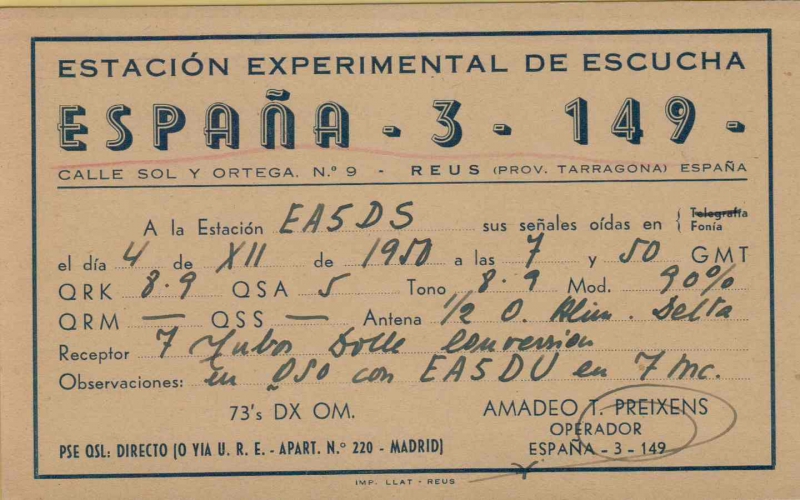 ESTACIÓN EXPERIMENTAL DE ESCUCHA
ESPAÑA - 3 - 149 -
CALLE SOL Y ORTEGA. N.º 9 - REUS (PROV. TARRAGONA) ESPAÑA
A la Estación EA5DS sus señales oídas en { Telegrafía
Fonía
el día 4 de XII de 1950 a las 7 y 50 GMT
QRK 8.9 QSA 5 Tono 8.9 Mod. 90%
QRM — QSS — Antena 1/2 O. Alim. Delta
Receptor 7 Tubos Doble Conversion
Observaciones: en QSO con EA5DU en 7 mc.
73's DX OM.
AMADEO T. PREIXENS
OPERADOR
PSE QSL: DIRECTO (O VIA U. R. E. - APART. N.º 220 - MADRID)
ESPAÑA - 3 - 149
IMP. LLAT - REUS